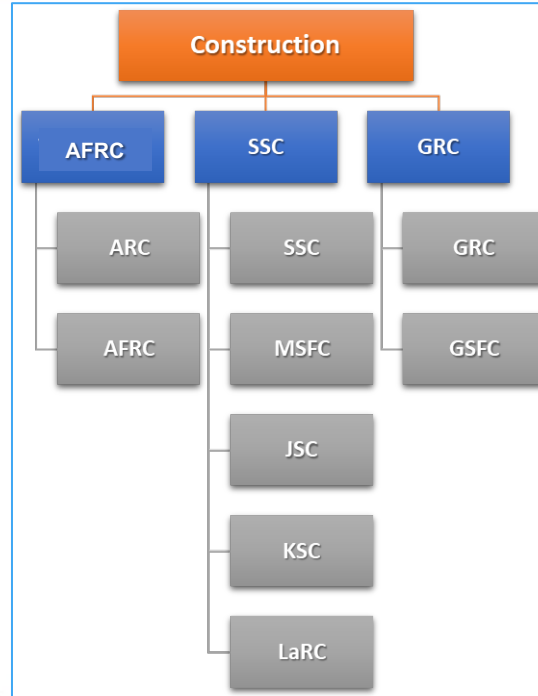 Construction
AFRC
SSC
GRC
ARC
SSC
GRC
AFRC
MSFC
GSFC
JSC
KSC
LaRC